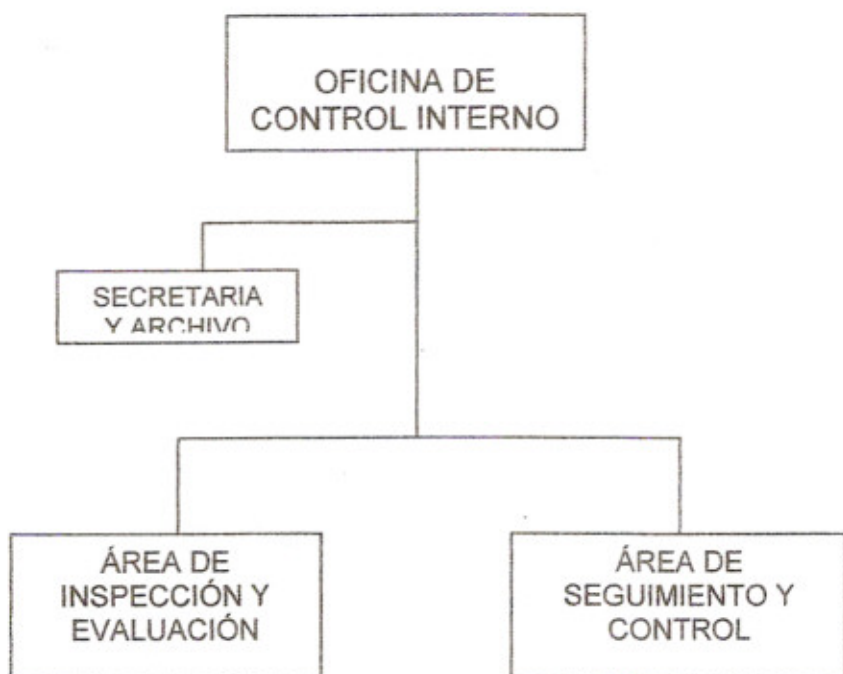 OFICINA DE
CONTROL INTERNO
SECRETARIA
Y ARCHIVO
ÁREA DE
INSPECCIÓN Y
EVALUACIÓN
ÁREA DE
SEGUIMIENTO Y
CONTROL